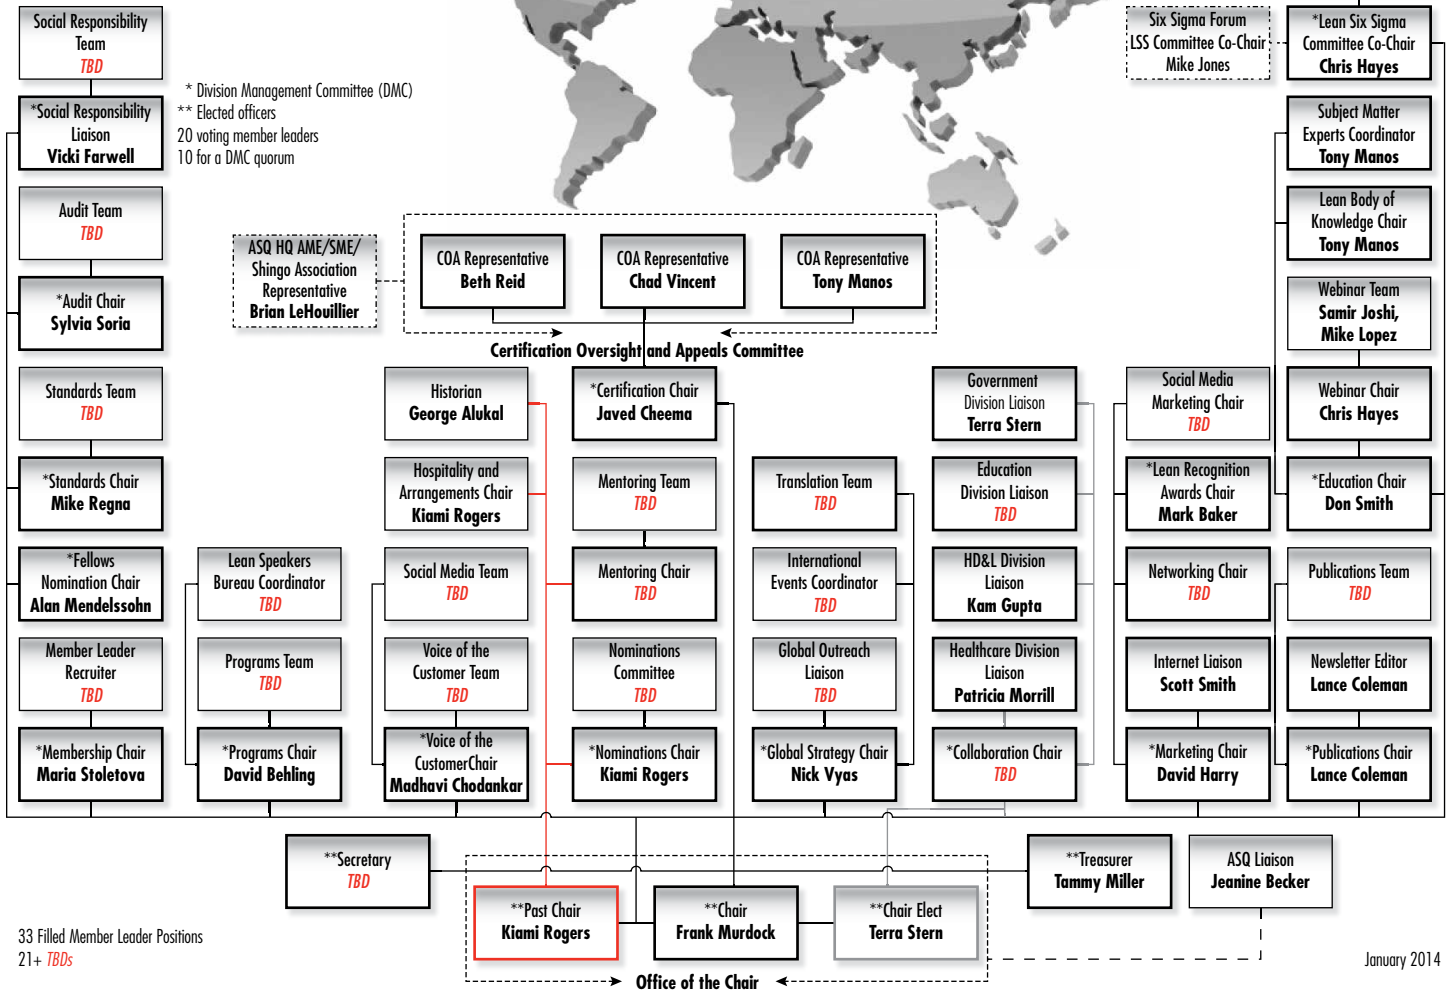 Social Responsibility
Team
TBD
*Social Responsibility
Liaison
Vicki Farwell
* Division Management Committee (DMC)
** Elected officers
20 voting member leaders
10 for a DMC quorum
Six Sigma Forum
LSS Committee Co-Chair
Mike Jones
*Lean Six Sigma
Committee Co-Chair
Chris Hayes
Subject Matter
Experts Coordinator
Tony Manos
Audit Team
TBD
Lean Body of
Knowledge Chair
Tony Manos
ASQ HQ AME/SME/
Shingo Association
Representative
Brian LeHouillier
COA Representative
Beth Reid
COA Representative
Chad Vincent
COA Representative
Tony Manos
*Audit Chair
Sylvia Soria
Webinar Team
Samir Joshi,
Mike Lopez
Certification Oversight and Appeals Committee
Standards Team
TBD
Historian
George Alukal
*Certification Chair
Javed Cheema
Government
Division Liaison
Terra Stern
Social Media
Marketing Chair
TBD
Webinar Chair
Chris Hayes
*Standards Chair
Mike Regna
Hospitality and
Arrangements Chair
Kiami Rogers
Mentoring Team
TBD
Translation Team
TBD
Education
Division Liaison
TBD
*Lean Recognition
Awards Chair
Mark Baker
*Education Chair
Don Smith
*Fellows
Nomination Chair
Alan Mendelssohn
Lean Speakers
Bureau Coordinator
TBD
Social Media Team
TBD
Mentoring Chair
TBD
International
Events Coordinator
TBD
HD&L Division
Liaison
Kam Gupta
Networking Chair
TBD
Publications Team
TBD
Member Leader
Recruiter
TBD
Programs Team
TBD
Voice of the
Customer Team
TBD
Nominations
Committee
TBD
Global Outreach
Liaison
TBD
Healthcare Division
Liaison
Patricia Morrill
Internet Liaison
Scott Smith
Newsletter Editor
Lance Coleman
*Membership Chair
Maria Stoletova
*Programs Chair
David Behling
*Voice of the
CustomerChair
Madhavi Chodankar
*Nominations Chair
Kiami Rogers
*Global Strategy Chair
Nick Vyas
*Collaboration Chair
TBD
*Marketing Chair
David Harry
*Publications Chair
Lance Coleman
**Secretary
TBD
**Treasurer
Tammy Miller
ASQ Liaison
Jeanine Becker
**Past Chair
Kiami Rogers
**Chair
Frank Murdock
**Chair Elect
Terra Stern
33 Filled Member Leader Positions
21+ TBDs
January 2014
Office of the Chair